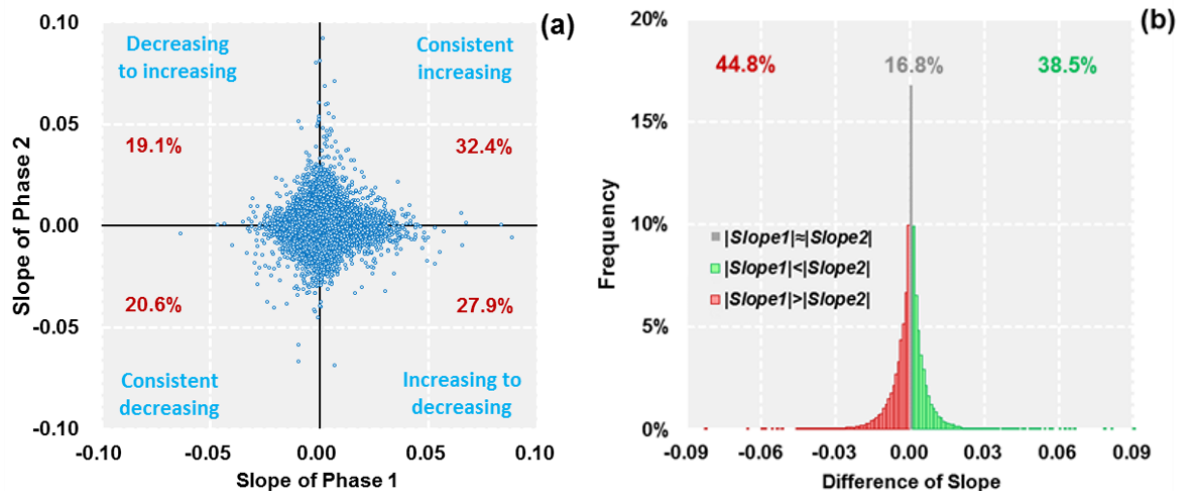 (a)
Slope of Phase 2
0.10
0.05
0.00
-0.05
-0.10
Decreasing
to increasing
Consistent
increasing
19.1%
32.4%
20.6%
27.9%
Consistent
decreasing
Increasing to
decreasing
-0.10
-0.05
0.00
0.05
0.10
Slope of Phase 1
(b)
Frequency
20%
15%
10%
5%
0%
44.8%
16.8%
38.5%
|Slope1|≈|Slope2|
|Slope1|<|Slope2|
|Slope1|>|Slope2|
-0.09
-0.06
-0.03
0.00
0.03
0.06
0.09
Difference of Slope